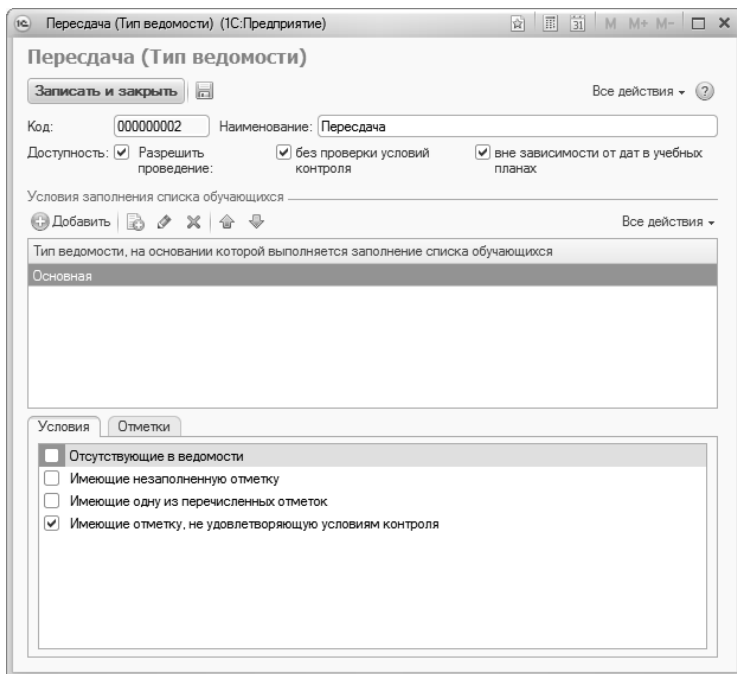 Пересдача (Тип ведомости) (1С:Предприятие)
31 M M+ M-
Пересдача (Тип ведомости)
Записать и закрыть
Все действия
?
Код: 000000002 Наименование: Пересдача
Доступность: Разрешить проведение: без проверки условий контроля вне зависимости от дат в учебных планах
Условия заполнения списка обучающихся
Добавить
Все действия
Тип ведомости, на основании которой выполняется заполнение списка обучающихся
Основная
Условия Отметки
Отсутствующие в ведомости
Имеющие незаполненную отметку
Имеющие одну из перечисленных отметок
Имеющие отметку, не удовлетворяющую условиям контроля